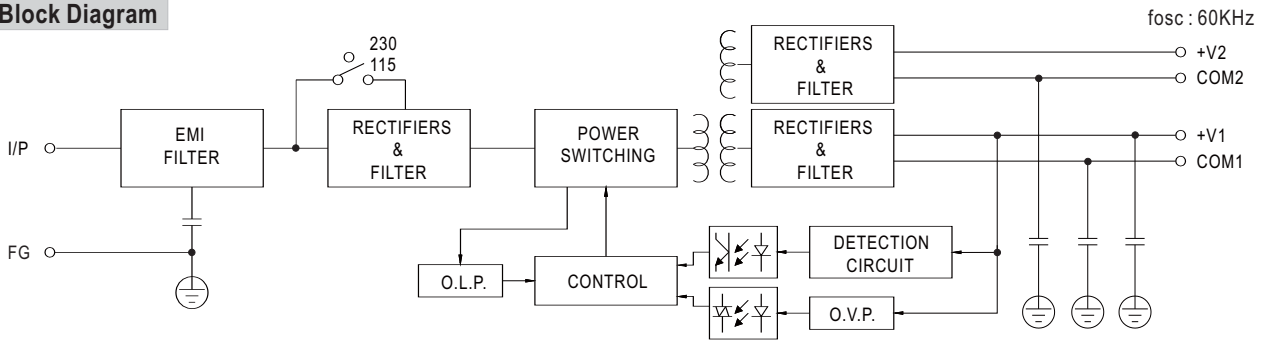 Block Diagram
fosc : 60KHz
230
115
I/P
EMI
FILTER
RECTIFIERS
&
FILTER
POWER
SWITCHING
RECTIFIERS
&
FILTER
+V2
COM2
RECTIFIERS
&
FILTER
+V1
COM1
FG
O.L.P.
CONTROL
DETECTION
CIRCUIT
O.V.P.